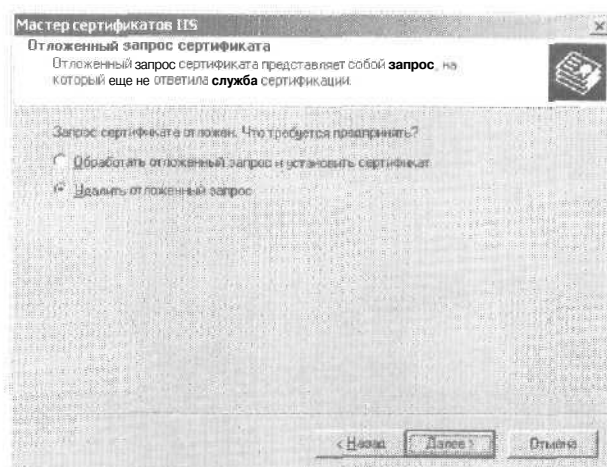 Мастер сертификатов IIS
Отложенный запрос сертификата
Отложенный запрос сертификата представляет собой запрос, на
который еще не ответила служба сертификации.
Запрос сертификата отложен. Что требуется предпринять?
Обработать отложенный запрос и установить сертификат
Удалить отложенный запрос
< Назад Далее > Отмена